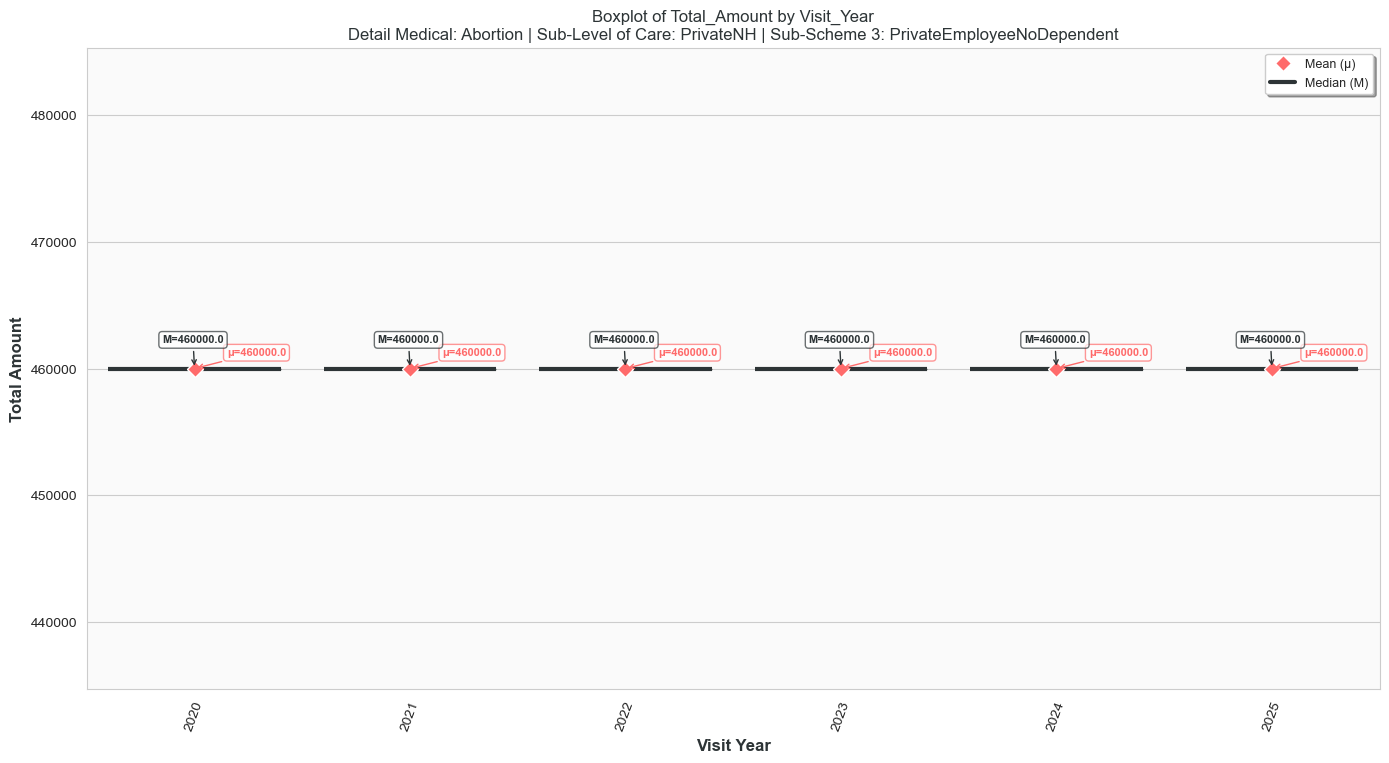 Boxplot of Total_Amount by Visit_Year
Detail Medical: Abortion | Sub-Level of Care: PrivateNH | Sub-Scheme 3: PrivateEmployeeNoDependent
Mean (μ)
Median (M)
Total Amount
480000
470000
460000
450000
440000
M=460000.0
μ=460000.0
M=460000.0
μ=460000.0
M=460000.0
μ=460000.0
M=460000.0
μ=460000.0
M=460000.0
μ=460000.0
M=460000.0
μ=460000.0
2020
2021
2022
2023
2024
2025
Visit Year